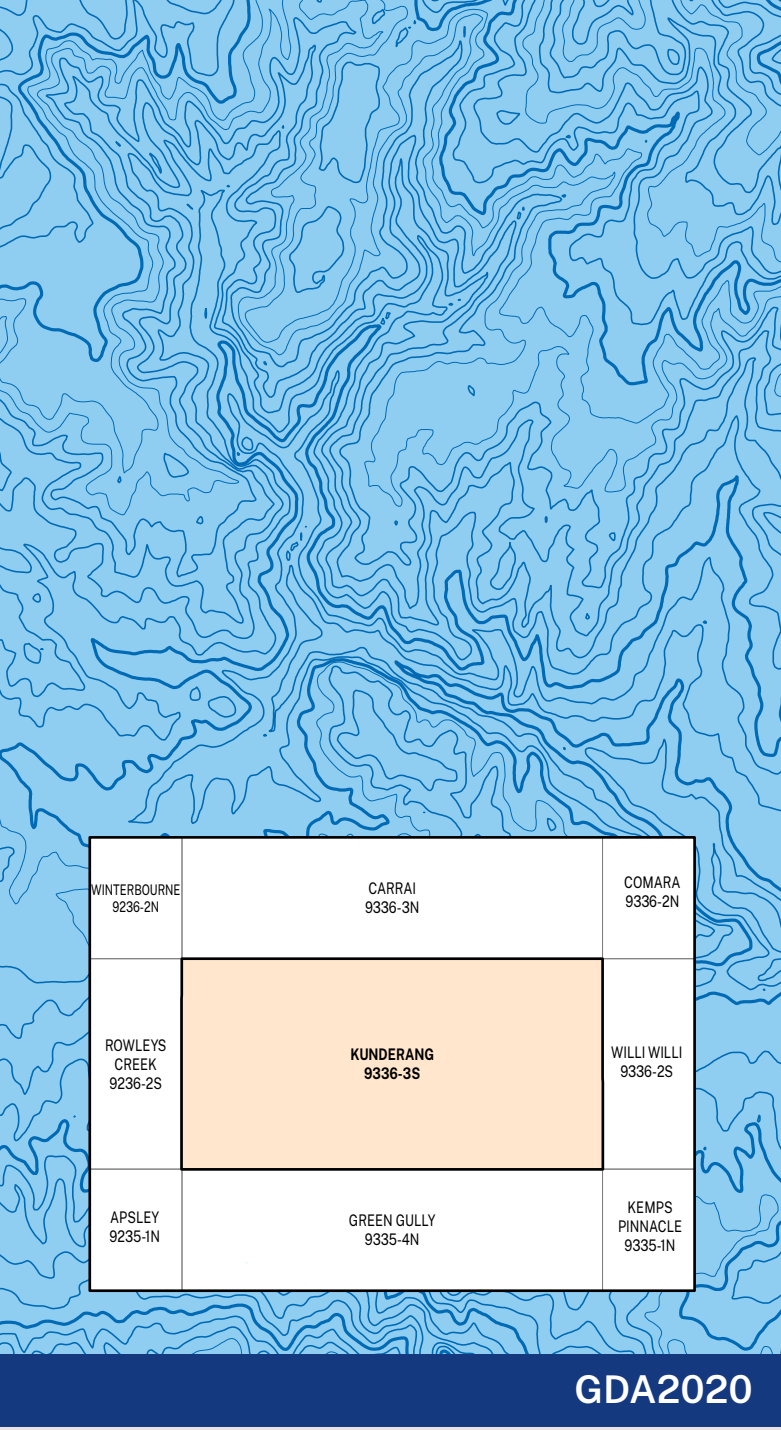 WINTERBOURNE
9236-2N
CARRAI
9336-3N
COMARA
9336-2N
ROWLEYS
CREEK
9236-2S
KUNDERANG
9336-3S
WILLI WILLI
9336-2S
APSLEY
9235-1N
GREEN GULLY
9335-4N
KEMPS
PINNACLE
9335-1N
GDA2020